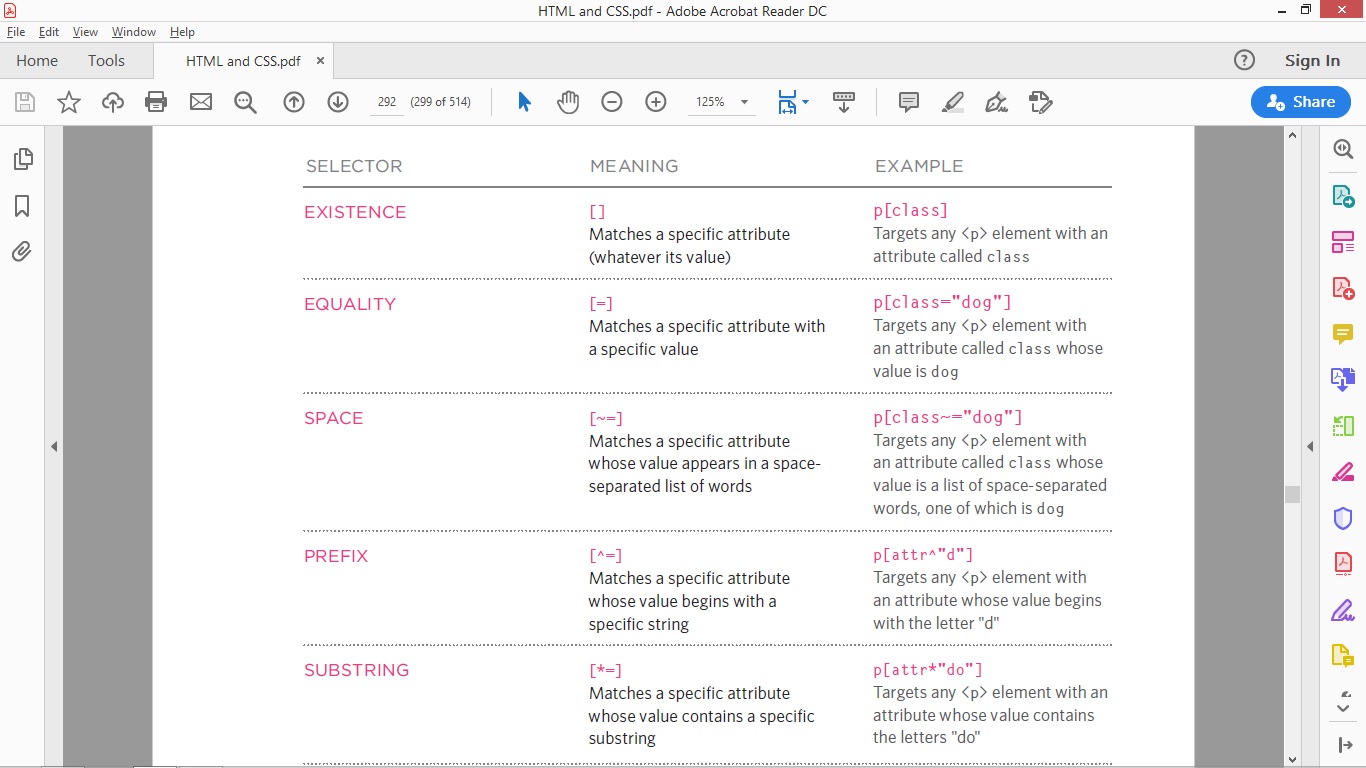 HTML and CSS.pdf - Adobe Acrobat Reader DC
File Edit View Window Help
Home Tools HTML and CSS.pdf × ? Sign In
292 (299 of 514) 125% Share
SELECTOR MEANING EXAMPLE
EXISTENCE [] p[class]
Matches a specific attribute Targets any <p> element with an
(whatever its value) attribute called class
EQUALITY [=] p[class="dog"]
Matches a specific attribute with Targets any <p> element with
a specific value an attribute called class whose
value is dog
SPACE [~=] p[class~="dog"]
Matches a specific attribute Targets any <p> element with
whose value appears in a space- an attribute called class whose
separated list of words value is a list of space-separated
words, one of which is dog
PREFIX [^=] p[attr^"d"]
Matches a specific attribute Targets any <p> element with
whose value begins with a an attribute whose value begins
specific string with the letter "d"
SUBSTRING [*=] p[attr*"do"]
Matches a specific attribute Targets any <p> element with an
whose value contains a specific attribute whose value contains
substring the letters "do"